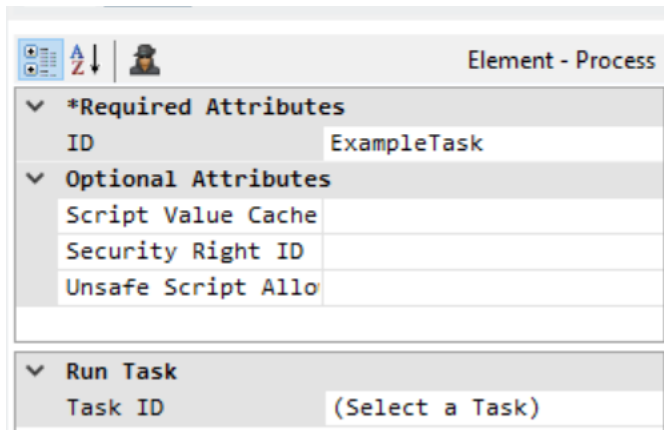 Element - Process
*Required Attributes
ID ExampleTask
Optional Attributes
Script Value Cache
Security Right ID
Unsafe Script Allo
Run Task
Task ID (Select a Task)